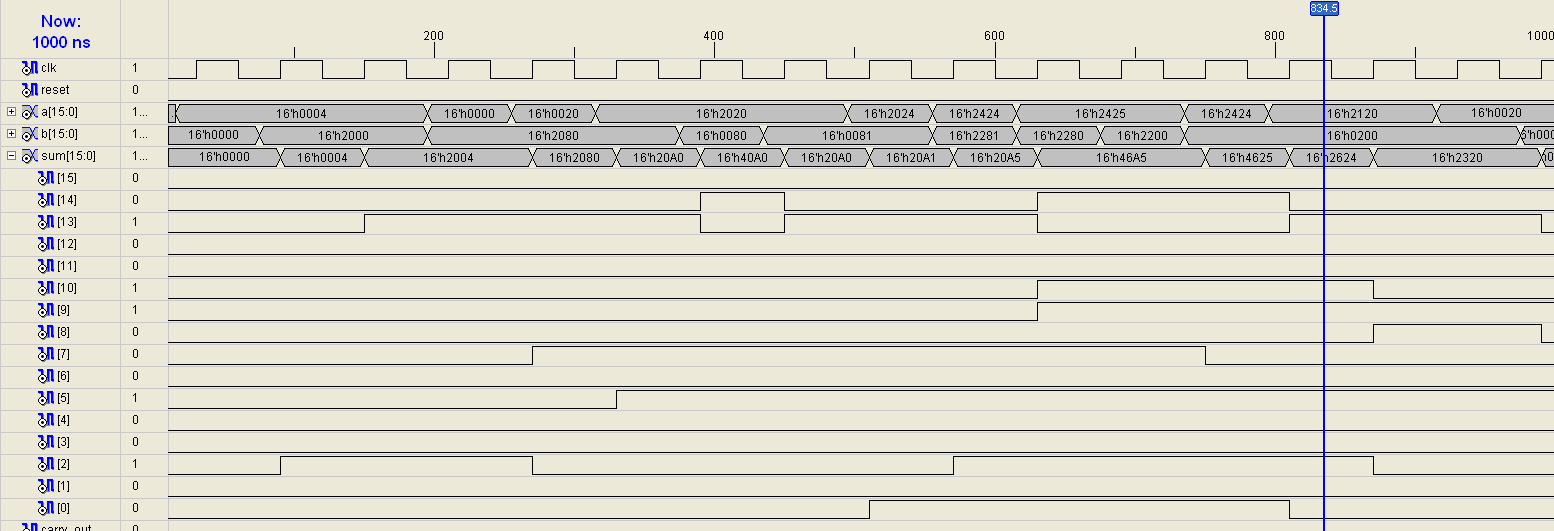 834.5
Now:
1000 ns
200 400 600 800 1000
clk 1
reset 0
a[15:0] 1... 16'h0004 16'h0000 16'h0020 16'h2020 16'h2024 16'h2424 16'h2425 16'h2424 16'h2120 16'h0020
b[15:0] 1... 16'h0000 16'h2000 16'h2080 16'h0080 16'h0081 16'h2281 16'h2280 16'h2200 16'h0200
sum[15:0] 1... 16'h0000 16'h0004 16'h2004 16'h2080 16'h20A0 16'h40A0 16'h20A0 16'h20A1 16'h20A5 16'h46A5 16'h4625 16'h2624 16'h2320
[15] 0
[14] 0
[13] 1
[12] 0
[11] 0
[10] 1
[9] 1
[8] 0
[7] 0
[6] 0
[5] 1
[4] 0
[3] 0
[2] 1
[1] 0
[0] 0
carry_out 0